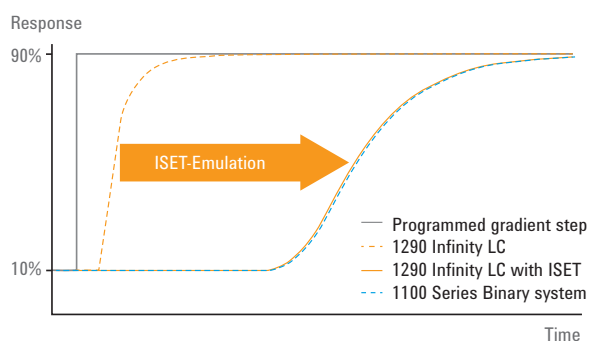 Response
90%
ISET-Emulation
Programmed gradient step
1290 Infinity LC
10%
1290 Infinity LC with ISET
1100 Series Binary system
Time